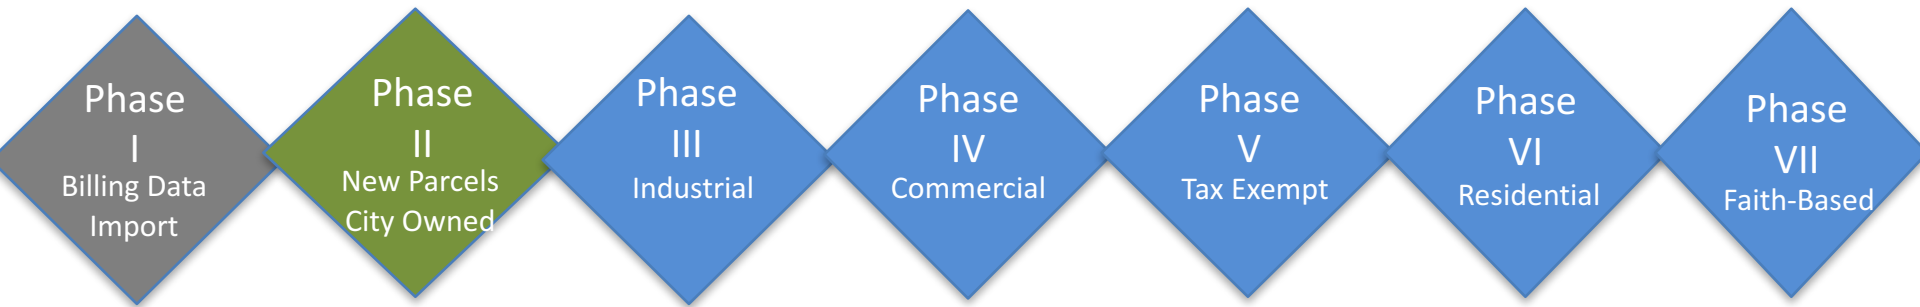 Phase
I
Billing Data
Import
Phase
II
New Parcels
City Owned
Phase
III
Industrial
Phase
IV
Commercial
Phase
V
Tax Exempt
Phase
VI
Residential
Phase
VII
Faith-Based